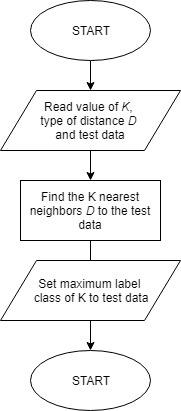 START
Read value of K,
type of distance D
and test data
Find the K nearest
neighbors D to the test
data
Set maximum label
class of K to test data
START